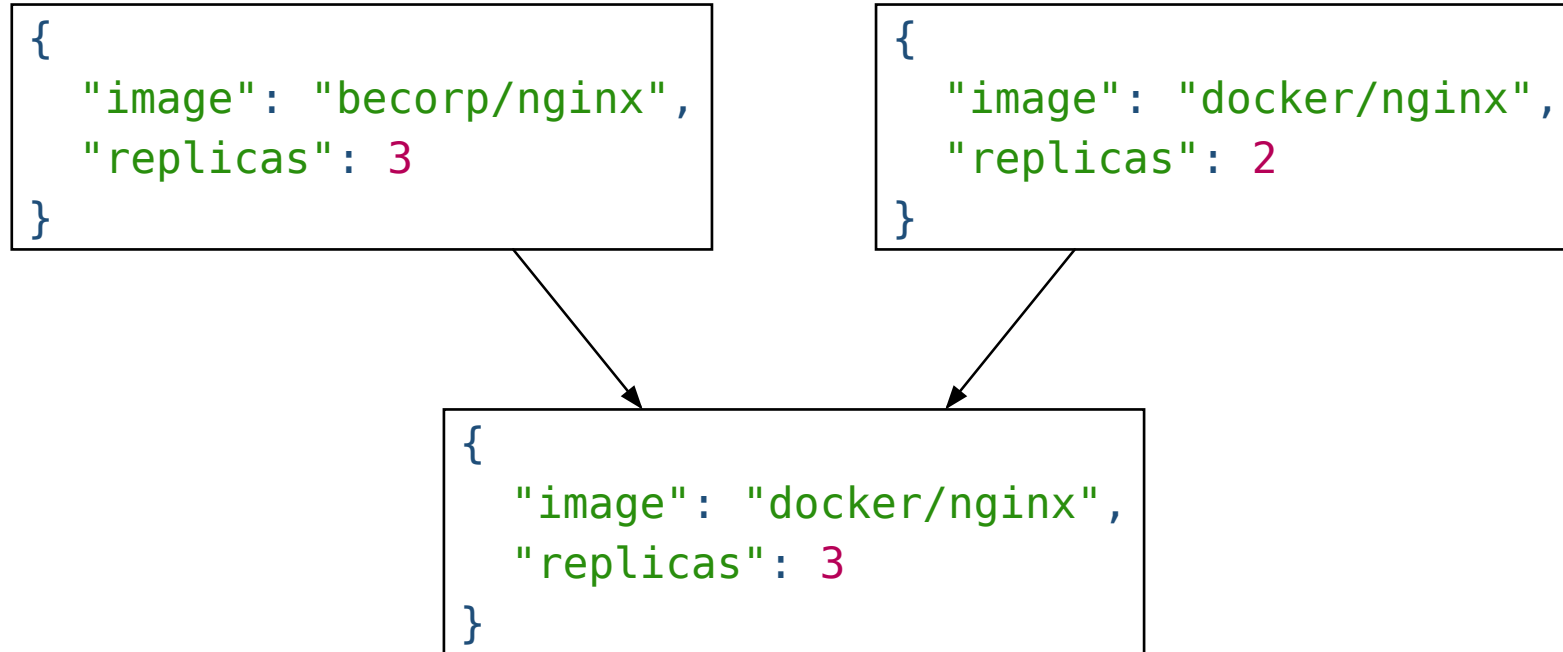 {
  "image": "becorp/nginx",
  "replicas": 3
}
{
  "image": "docker/nginx",
  "replicas": 2
}
{
  "image": "docker/nginx",
  "replicas": 3
}